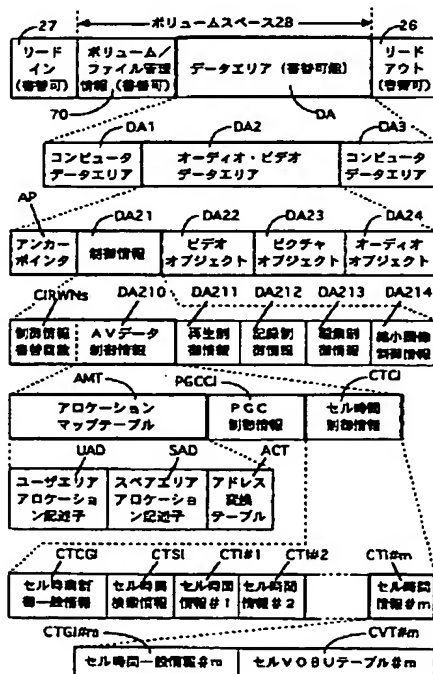 ボリュームスペース28
27
26
リード
イン
(書替可)
ボリューム/
ファイル管理
情報(書替可)
データエリア(書替可能)
リード
アウト
(書替可)
70
DA
DA1
DA2
DA3
コンピュータ
データエリア
オーディオ・ビデオ
データエリア
コンピュータ
データエリア
AP
DA21
DA22
DA23
DA24
アンカー
ポインタ
制御情報
ビデオ
オブジェクト
ピクチャ
オブジェクト
オーディオ
オブジェクト
CIRWNs
DA210
DA211
DA212
DA213
DA214
制御情報
書替回数
AVデータ
制御情報
再生制
御情報
記録制
御情報
編集制
御情報
縮小画像
制御情報
AMT
PGCCI
CTCI
アロケーション
マップテーブル
PGC
制御情報
セル時間
制御情報
UAD
SAD
ACT
ユーザエリア
アロケーショ
ン記述子
スペアエリア
アロケーショ
ン記述子
アドレス
変換
テーブル
CTCGI
CTSI
CTI#1
CTI#2
CTI#m
セル時間制
御一般情報
セル時間
検索情報
セル時間
情報#1
セル時間
情報#2
セル時間
情報#m
CTGI#m
CVT#m
セル時間一般情報#m
セルVOBUテーブル#m